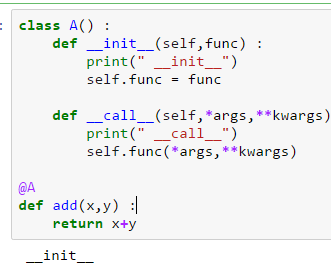 : class A() :
    def __init__(self,func) :
        print(" __init__")
        self.func = func

    def __call__(self,*args,**kwargs)
        print(" __call__")
        self.func(*args,**kwargs)

@A
def add(x,y) :
    return x+y
 __init__